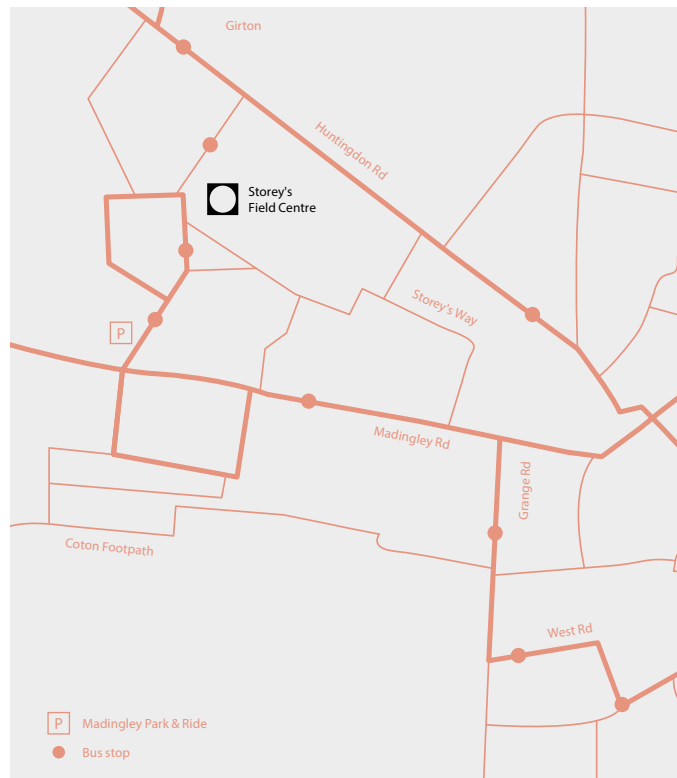 Girton
Huntingdon Rd
Storey's
Field Centre
Storey's Way
P
Madingley Rd
Grange Rd
Coton Footpath
West Rd
P Madingley Park & Ride
Bus stop